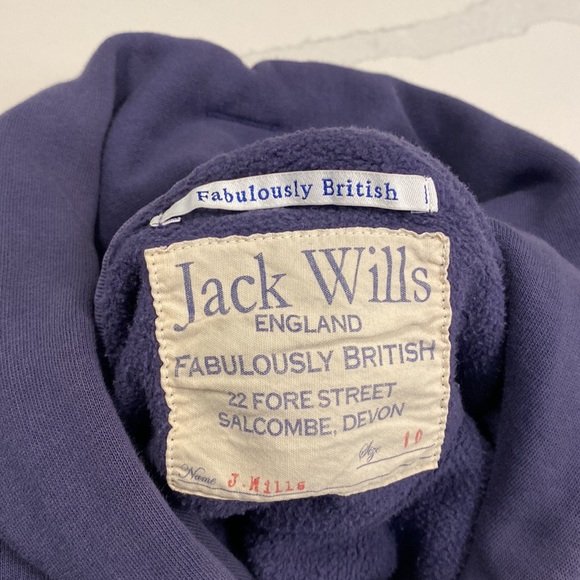 Fabulously British
Jack Wills
ENGLAND
FABULOUSLY BRITISH
22 FORE STREET
SALCOMBE, DEVON
Size 10
Name J.Wills